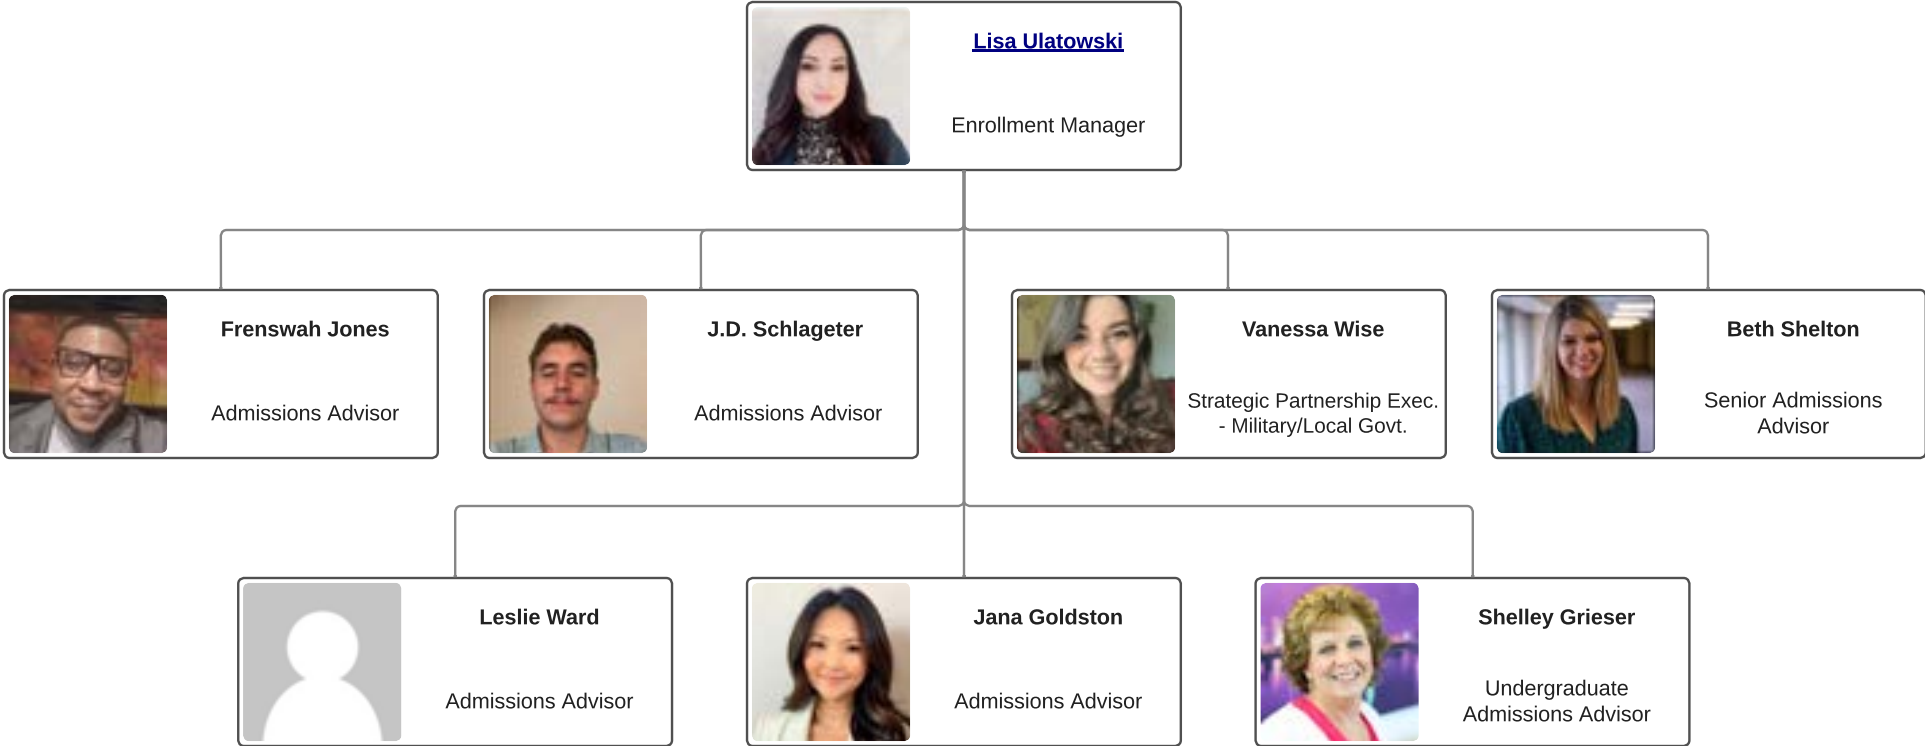 Lisa Ulatowski
Enrollment Manager
Frenswah Jones
Admissions Advisor
J.D. Schlageter
Admissions Advisor
Vanessa Wise
Strategic Partnership Exec.
- Military/Local Govt.
Beth Shelton
Senior Admissions
Advisor
Leslie Ward
Admissions Advisor
Jana Goldston
Admissions Advisor
Shelley Grieser
Undergraduate
Admissions Advisor